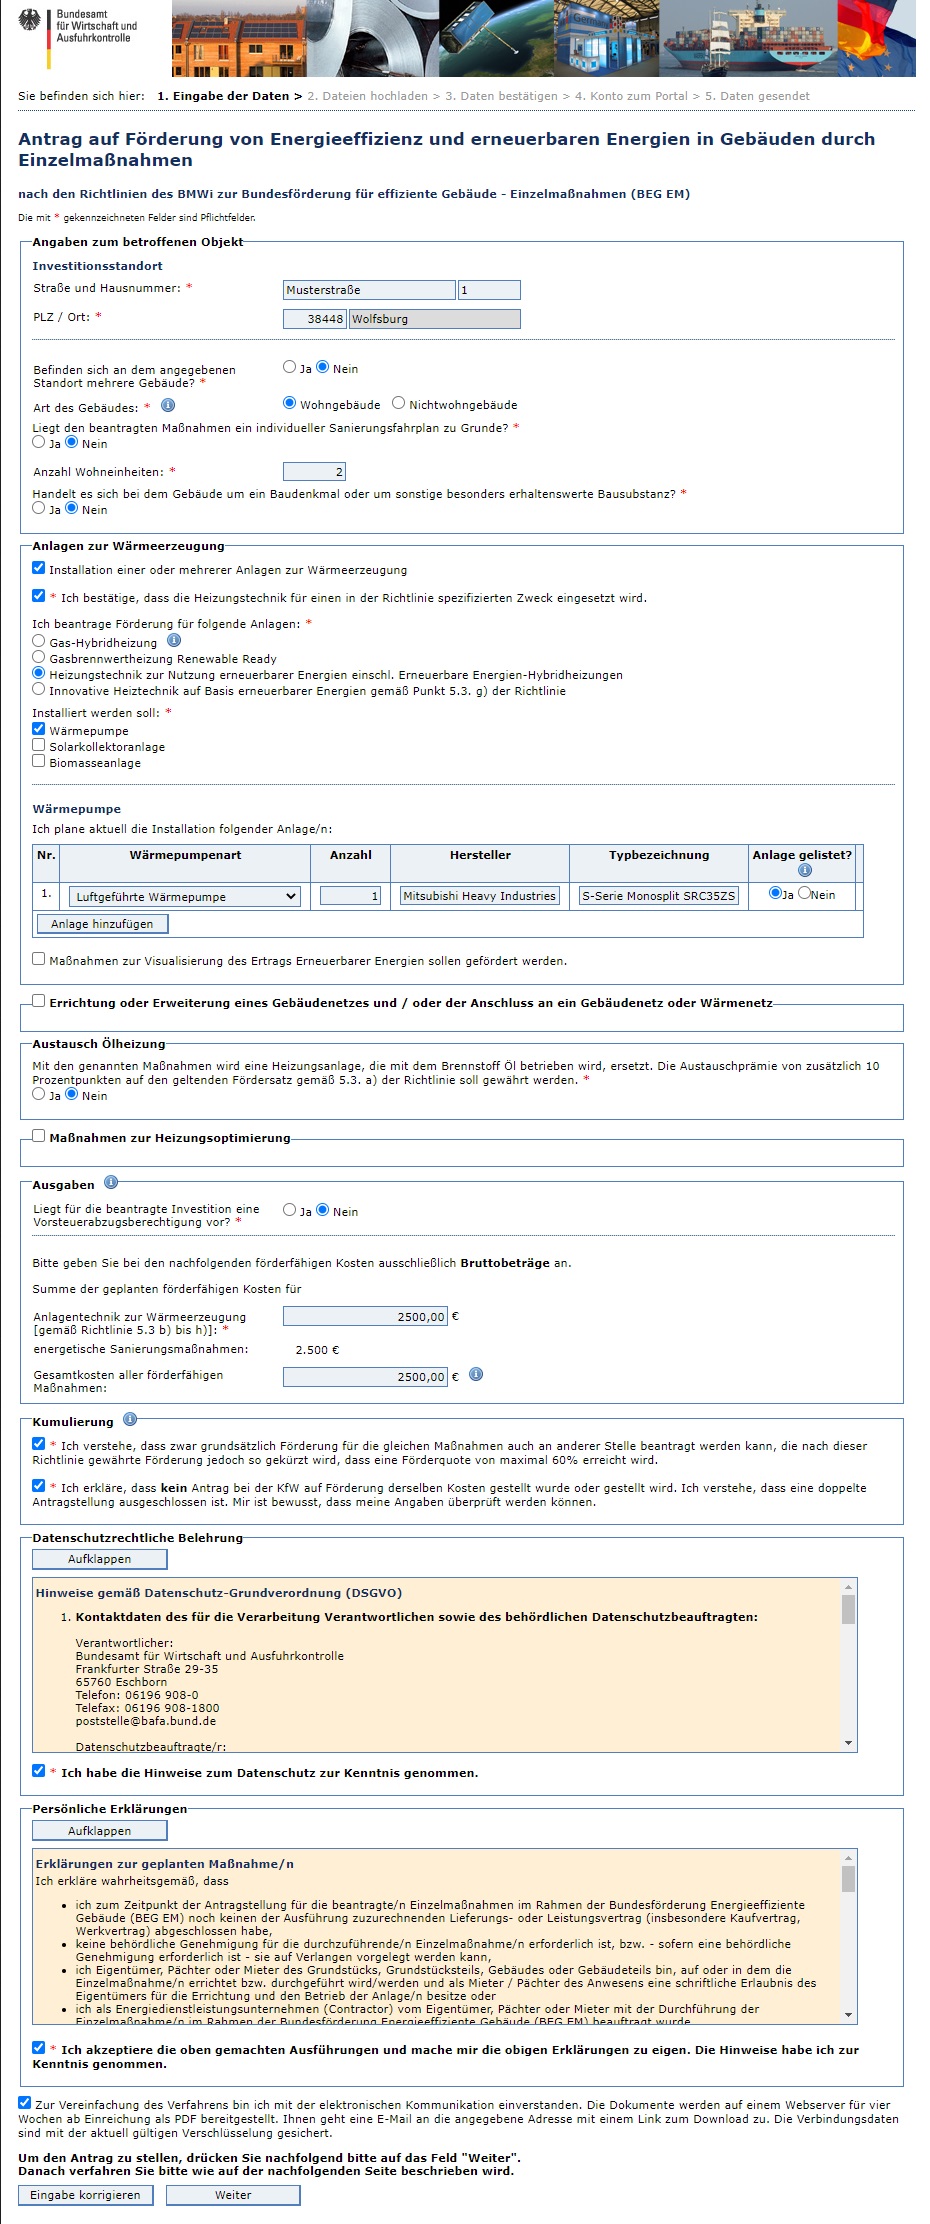 Bundesamt
für Wirtschaft und
Ausfuhrkontrolle
Sie befinden sich hier: 1. Eingabe der Daten > 2. Dateien hochladen > 3. Daten bestätigen > 4. Konto zum Portal > 5. Daten gesendet
Antrag auf Förderung von Energieeffizienz und erneuerbaren Energien in Gebäuden durch
Einzelmaßnahmen
nach den Richtlinien des BMWi zur Bundesförderung für effiziente Gebäude - Einzelmaßnahmen (BEG EM)
Die mit * gekennzeichneten Felder sind Pflichtfelder.
Angaben zum betroffenen Objekt
Investitionsstandort
Straße und Hausnummer: * Musterstraße 1
PLZ / Ort: * 38448 Wolfsburg
Befinden sich an dem angegebenen
Standort mehrere Gebäude? * Ja Nein
Art des Gebäudes: * Wohngebäude Nichtwohngebäude
Liegt den beantragten Maßnahmen ein individueller Sanierungsfahrplan zu Grunde? *
Ja Nein
Anzahl Wohneinheiten: * 2
Handelt es sich bei dem Gebäude um ein Baudenkmal oder um sonstige besonders erhaltenswerte Bausubstanz? *
Ja Nein
Anlagen zur Wärmeerzeugung
Installation einer oder mehrerer Anlagen zur Wärmeerzeugung
* Ich bestätige, dass die Heizungstechnik für einen in der Richtlinie spezifizierten Zweck eingesetzt wird.
Ich beantrage Förderung für folgende Anlagen: *
Gas-Hybridheizung
Gasbrennwertheizung Renewable Ready
Heizungstechnik zur Nutzung erneuerbarer Energien einschl. Erneuerbare Energien-Hybridheizungen
Innovative Heiztechnik auf Basis erneuerbarer Energien gemäß Punkt 5.3. g) der Richtlinie
Installiert werden soll: *
Wärmepumpe
Solarkollektoranlage
Biomasseanlage
Wärmepumpe
Ich plane aktuell die Installation folgender Anlage/n:
Nr. Wärmepumpenart Anzahl Hersteller Typbezeichnung Anlage gelistet?
1. Luftgeführte Wärmepumpe 1 Mitsubishi Heavy Industries S-Serie Monosplit SRC35ZS Ja Nein
Anlage hinzufügen
Maßnahmen zur Visualisierung des Ertrags Erneuerbarer Energien sollen gefördert werden.
Errichtung oder Erweiterung eines Gebäudenetzes und / oder der Anschluss an ein Gebäudenetz oder Wärmenetz
Austausch Ölheizung
Mit den genannten Maßnahmen wird eine Heizungsanlage, die mit dem Brennstoff Öl betrieben wird, ersetzt. Die Austauschprämie von zusätzlich 10
Prozentpunkten auf den geltenden Fördersatz gemäß 5.3. a) der Richtlinie soll gewährt werden. *
Ja Nein
Maßnahmen zur Heizungsoptimierung
Ausgaben
Liegt für die beantragte Investition eine
Vorsteuerabzugsberechtigung vor? * Ja Nein
Bitte geben Sie bei den nachfolgenden förderfähigen Kosten ausschließlich Bruttobeträge an.
Summe der geplanten förderfähigen Kosten für
Anlagentechnik zur Wärmeerzeugung
[gemäß Richtlinie 5.3 b) bis h)]: * 2500,00 €
energetische Sanierungsmaßnahmen: 2.500 €
Gesamtkosten aller förderfähigen
Maßnahmen: 2500,00 €
Kumulierung
* Ich verstehe, dass zwar grundsätzlich Förderung für die gleichen Maßnahmen auch an anderer Stelle beantragt werden kann, die nach dieser
Richtlinie gewährte Förderung jedoch so gekürzt wird, dass eine Förderquote von maximal 60% erreicht wird.
* Ich erkläre, dass kein Antrag bei der KfW auf Förderung derselben Kosten gestellt wurde oder gestellt wird. Ich verstehe, dass eine doppelte
Antragstellung ausgeschlossen ist. Mir ist bewusst, dass meine Angaben überprüft werden können.
Datenschutzrechtliche Belehrung
Aufklappen
Hinweise gemäß Datenschutz-Grundverordnung (DSGVO)
1. Kontaktdaten des für die Verarbeitung Verantwortlichen sowie des behördlichen Datenschutzbeauftragten:
Verantwortlicher:
Bundesamt für Wirtschaft und Ausfuhrkontrolle
Frankfurter Straße 29-35
65760 Eschborn
Telefon: 06196 908-0
Telefax: 06196 908-1800
poststelle@bafa.bund.de
Datenschutzbeauftragte/r:
* Ich habe die Hinweise zum Datenschutz zur Kenntnis genommen.
Persönliche Erklärungen
Aufklappen
Erklärungen zur geplanten Maßnahme/n
Ich erkläre wahrheitsgemäß, dass
• ich zum Zeitpunkt der Antragstellung für die beantragte/n Einzelmaßnahmen im Rahmen der Bundesförderung Energieeffiziente
Gebäude (BEG EM) noch keinen der Ausführung zuzurechnenden Lieferungs- oder Leistungsvertrag (insbesondere Kaufvertrag,
Werkvertrag) abgeschlossen habe,
• keine behördliche Genehmigung für die durchzuführende/n Einzelmaßnahme/n erforderlich ist, bzw. - sofern eine behördliche
Genehmigung erforderlich ist - sie auf Verlangen vorgelegt werden kann,
• ich Eigentümer, Pächter oder Mieter des Grundstücks, Grundstücksteils, Gebäudes oder Gebäudeteils bin, auf oder in dem die
Einzelmaßnahme/n errichtet bzw. durchgeführt wird/werden und als Mieter / Pächter des Anwesens eine schriftliche Erlaubnis des
Eigentümers für die Errichtung und den Betrieb der Anlage/n besitze oder
• ich als Energiedienstleistungsunternehmen (Contractor) vom Eigentümer, Pächter oder Mieter mit der Durchführung der
Einzelmaßnahme/n im Rahmen der Bundesförderung Energieeffiziente Gebäude (BEG EM) beauftragt wurde
* Ich akzeptiere die oben gemachten Ausführungen und mache mir die obigen Erklärungen zu eigen. Die Hinweise habe ich zur
Kenntnis genommen.
Zur Vereinfachung des Verfahrens bin ich mit der elektronischen Kommunikation einverstanden. Die Dokumente werden auf einem Webserver für vier
Wochen ab Einreichung als PDF bereitgestellt. Ihnen geht eine E-Mail an die angegebene Adresse mit einem Link zum Download zu. Die Verbindungsdaten
sind mit der aktuell gültigen Verschlüsselung gesichert.
Um den Antrag zu stellen, drücken Sie nachfolgend bitte auf das Feld "Weiter".
Danach verfahren Sie bitte wie auf der nachfolgenden Seite beschrieben wird.
Eingabe korrigieren Weiter